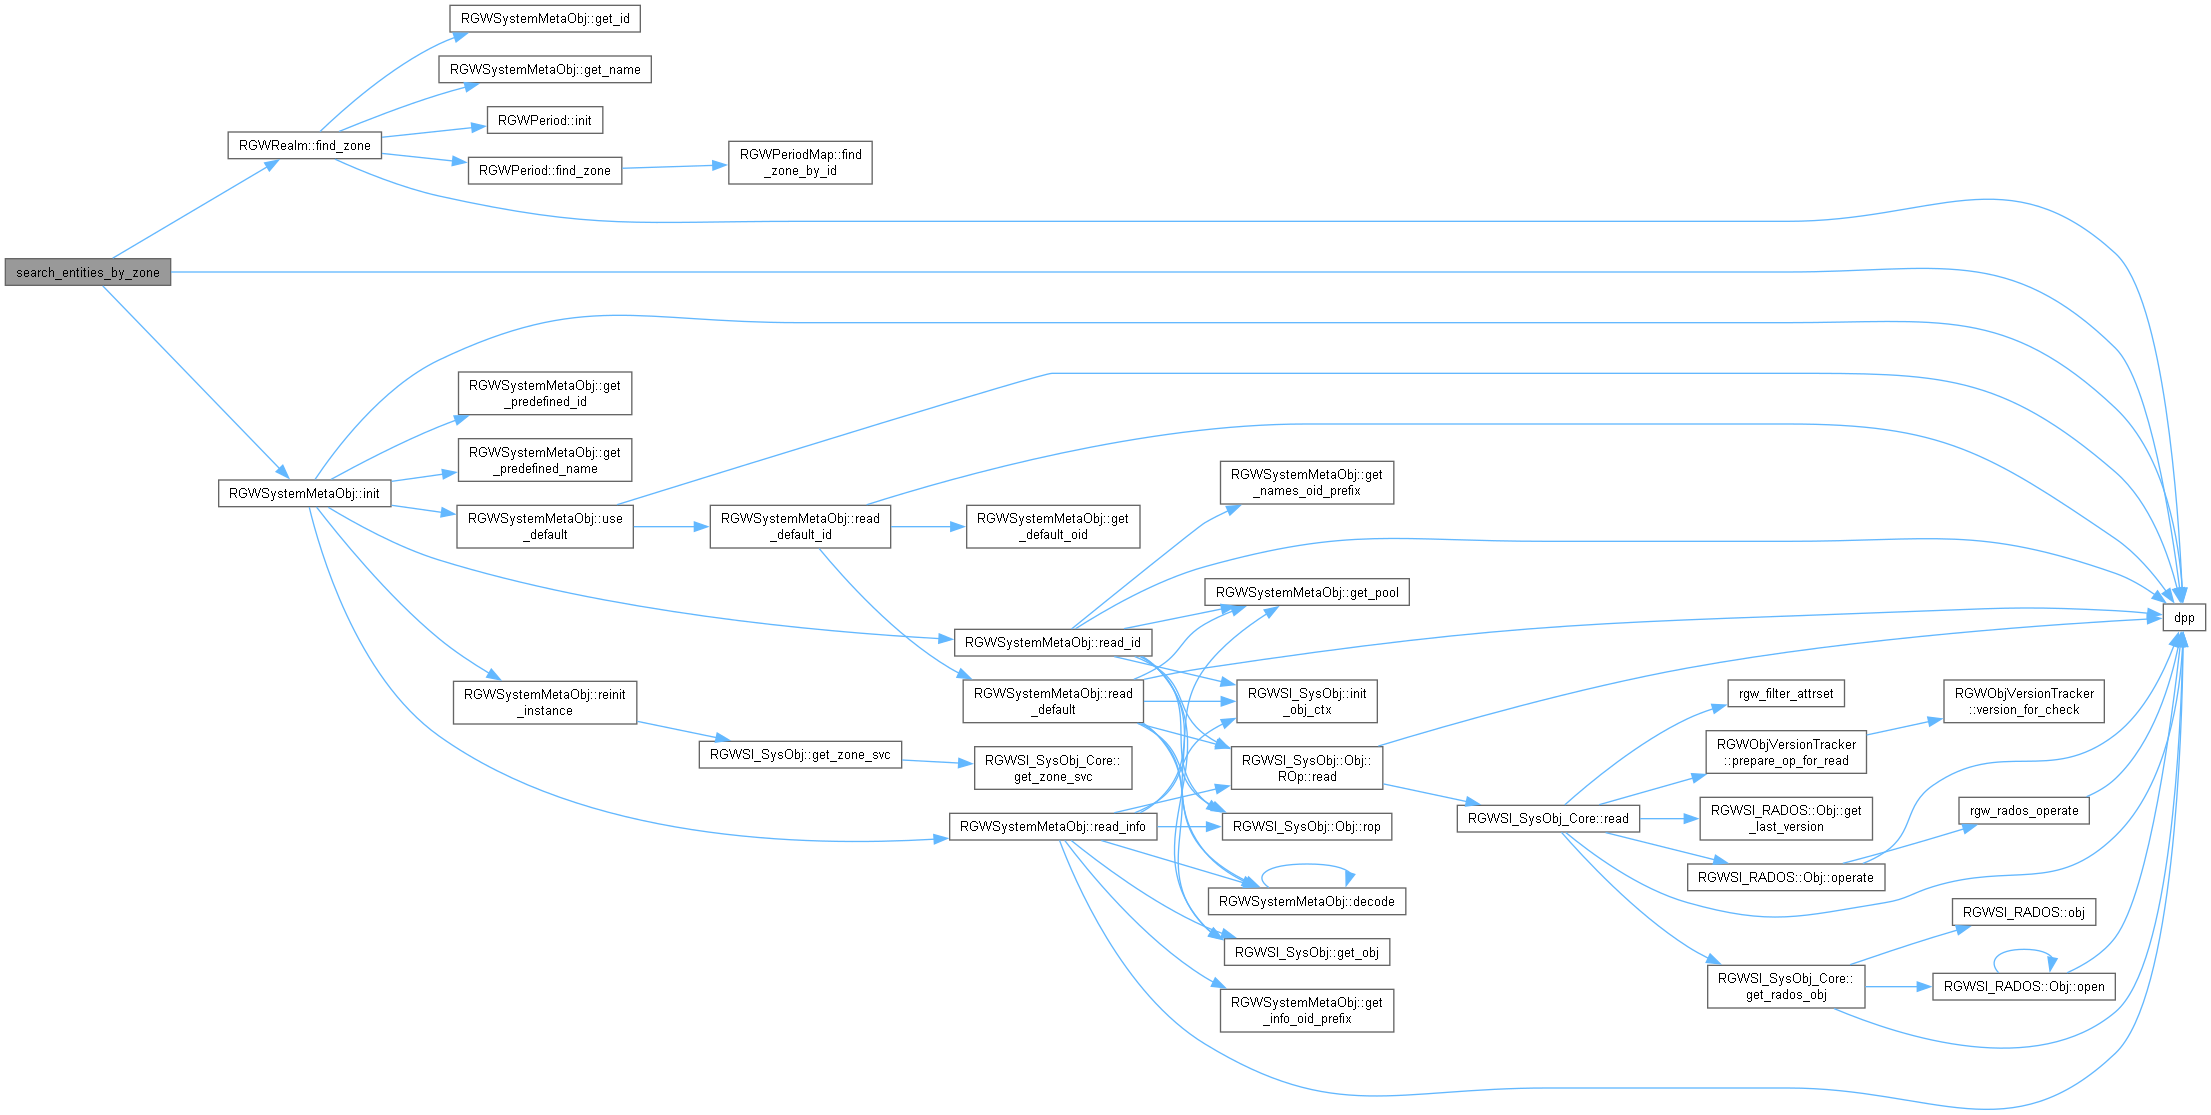 search_entities_by_zone
RGWRealm::find_zone
RGWSystemMetaObj::get_id
RGWSystemMetaObj::get_name
RGWPeriod::init
RGWPeriod::find_zone
RGWPeriodMap::find
_zone_by_id
RGWSystemMetaObj::init
RGWSystemMetaObj::get
_predefined_id
RGWSystemMetaObj::get
_predefined_name
RGWSystemMetaObj::use
_default
RGWSystemMetaObj::read
_default_id
RGWSystemMetaObj::get
_default_oid
RGWSystemMetaObj::reinit
_instance
RGWSI_SysObj::get_zone_svc
RGWSI_SysObj_Core::
get_zone_svc
RGWSystemMetaObj::read_id
RGWSystemMetaObj::read
_default
RGWSystemMetaObj::read_info
RGWSystemMetaObj::get
_names_oid_prefix
RGWSystemMetaObj::get_pool
RGWSI_SysObj::init
_obj_ctx
RGWSI_SysObj::Obj::
ROp::read
RGWSI_SysObj::Obj::rop
RGWSystemMetaObj::decode
RGWSI_SysObj::get_obj
RGWSystemMetaObj::get
_info_oid_prefix
RGWSI_SysObj_Core::read
rgw_filter_attrset
RGWObjVersionTracker
::prepare_op_for_read
RGWObjVersionTracker
::version_for_check
RGWSI_RADOS::Obj::get
_last_version
RGWSI_RADOS::Obj::operate
rgw_rados_operate
RGWSI_SysObj_Core::
get_rados_obj
RGWSI_RADOS::obj
RGWSI_RADOS::Obj::open
dpp